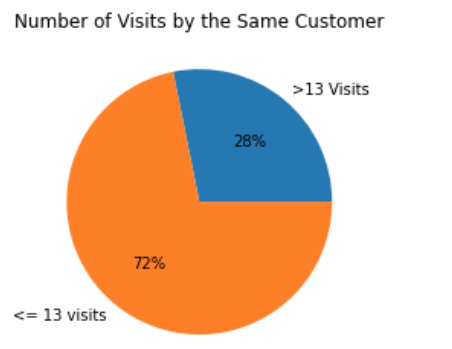 Number of Visits by the Same Customer
>13 Visits
28%
72%
<= 13 visits